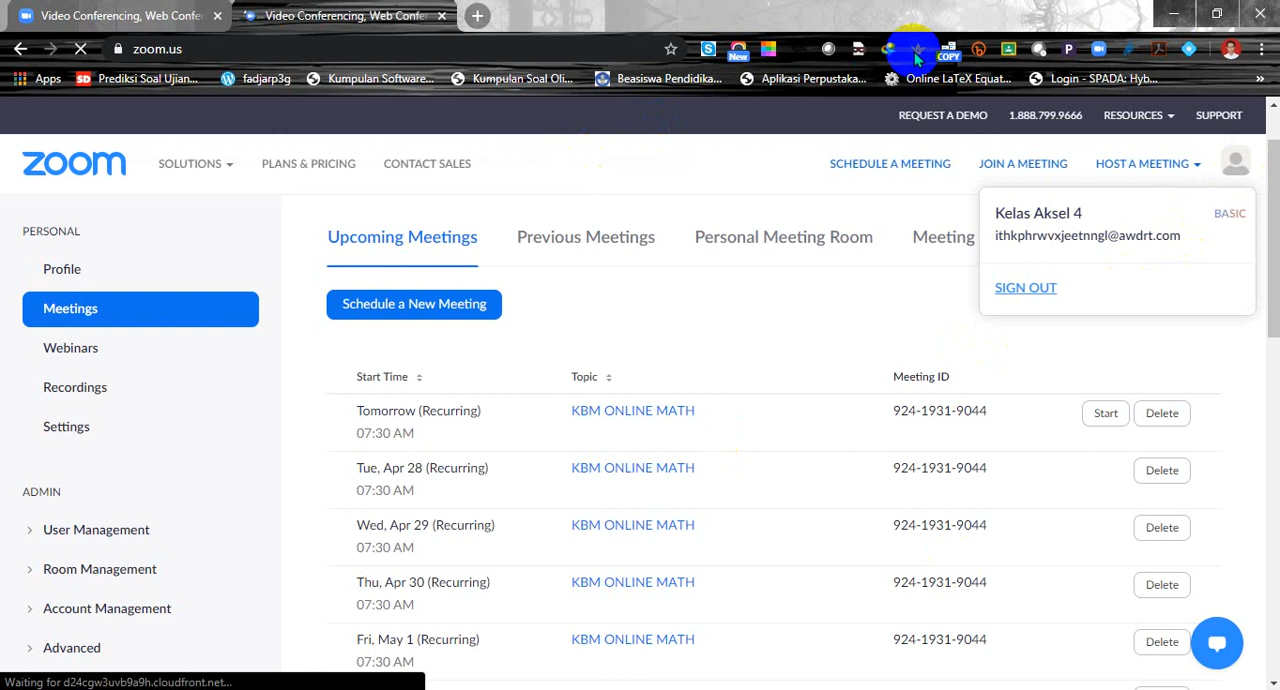 Video Conferencing, Web Confe
Video Conferencing, Web Confe
zoom.us
New
COPY
Apps
Prediksi Soal Ujian...
fadjarp3g
Kumpulan Software...
Kumpulan Soal Oli...
Beasiswa Pendidika...
Aplikasi Perpustaka...
Online LaTeX Equat...
Login - SPADA: Hyb...
»
REQUEST A DEMO
1.888.799.9666
RESOURCES
SUPPORT
zoom
SOLUTIONS
PLANS & PRICING
CONTACT SALES
SCHEDULE A MEETING
JOIN A MEETING
HOST A MEETING
Kelas Aksel 4
BASIC
ithkphrwvxjeetnngl@awdrt.com
SIGN OUT
PERSONAL
Profile
Meetings
Webinars
Recordings
Settings
ADMIN
User Management
Room Management
Account Management
Advanced
Upcoming Meetings
Previous Meetings
Personal Meeting Room
Meeting
Schedule a New Meeting
Start Time
Topic
Meeting ID
Tomorrow (Recurring)
07:30 AM
KBM ONLINE MATH
924-1931-9044
Start
Delete
Tue, Apr 28 (Recurring)
07:30 AM
KBM ONLINE MATH
924-1931-9044
Delete
Wed, Apr 29 (Recurring)
07:30 AM
KBM ONLINE MATH
924-1931-9044
Delete
Thu, Apr 30 (Recurring)
07:30 AM
KBM ONLINE MATH
924-1931-9044
Delete
Fri, May 1 (Recurring)
07:30 AM
KBM ONLINE MATH
924-1931-9044
Delete
Waiting for d24cgw3uvb9a9h.cloudfront.net...